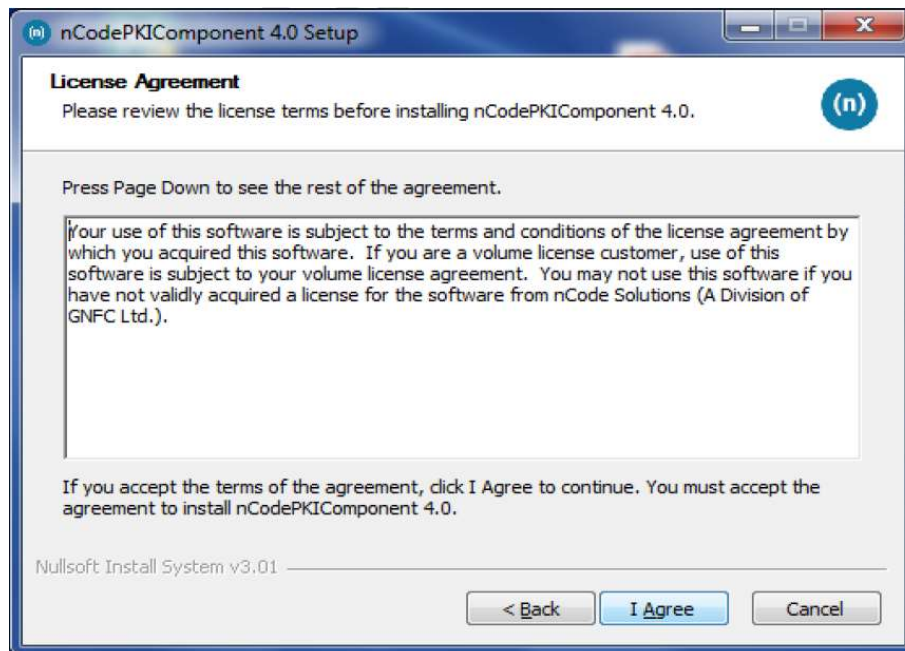 (n) nCodePKIComponent 4.0 Setup
License Agreement
Please review the license terms before installing nCodePKIComponent 4.0.
(n)
Press Page Down to see the rest of the agreement.
Your use of this software is subject to the terms and conditions of the license agreement by
which you acquired this software.  If you are a volume license customer, use of this
software is subject to your volume license agreement.  You may not use this software if you
have not validly acquired a license for the software from nCode Solutions (A Division of
GNFC Ltd.).
If you accept the terms of the agreement, click I Agree to continue. You must accept the
agreement to install nCodePKIComponent 4.0.
Nullsoft Install System v3.01
< Back
I Agree
Cancel